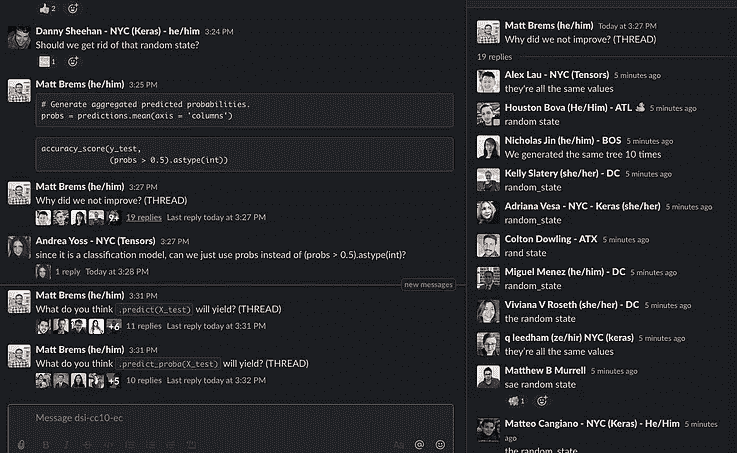 2
Danny Sheehan - NYC (Keras) - he/him 3:24 PM
Should we get rid of that random state?
1
Matt Brems (he/him) 3:25 PM
# Generate aggregated predicted probabilities.
probs = predictions.mean(axis = 'columns')
accuracy_score(y_test,
(probs > 0.5).astype(int))
Matt Brems (he/him) 3:27 PM
Why did we not improve? (THREAD)
9+ 19 replies Last reply today at 3:27 PM
Andrea Yoss - NYC (Tensors) 3:27 PM
since it is a classification model, can we just use probs instead of (probs > 0.5).astype(int)?
1 reply Today at 3:28 PM
new messages
Matt Brems (he/him) 3:31 PM
What do you think .predict(X_test) will yield? (THREAD)
+6 11 replies Last reply today at 3:31 PM
Matt Brems (he/him) 3:31 PM
What do you think .predict_proba(X_test) will yield? (THREAD)
+5 10 replies Last reply today at 3:32 PM
Message dsi-cc10-ec
B I S Aa @
Matt Brems (he/him) Today at 3:27 PM
Why did we not improve? (THREAD)
19 replies
Alex Lau - NYC (Tensors) 5 minutes ago
they're all the same values
Houston Bova (He/Him) - ATL 5 minutes ago
random state
Nicholas Jin (he/him) - BOS 5 minutes ago
We generated the same tree 10 times
Kelly Slatery (she/her) - DC 5 minutes ago
random_state
Adriana Vesa - NYC - Keras (she/her) 5 minutes ago
random_state
Colton Dowling - ATX 5 minutes ago
rand state
Miguel Menez (he/him) - DC 5 minutes ago
random_state
Viviana V Roseth (she/her) - DC 5 minutes ago
the random state
q leedham (ze/hir) NYC (keras) 5 minutes ago
they're all the same values
Matthew B Murrell 5 minutes ago
sae random state
1
Matteo Cangiano - NYC (Keras) - He/Him 5 minutes
ago
the random_state